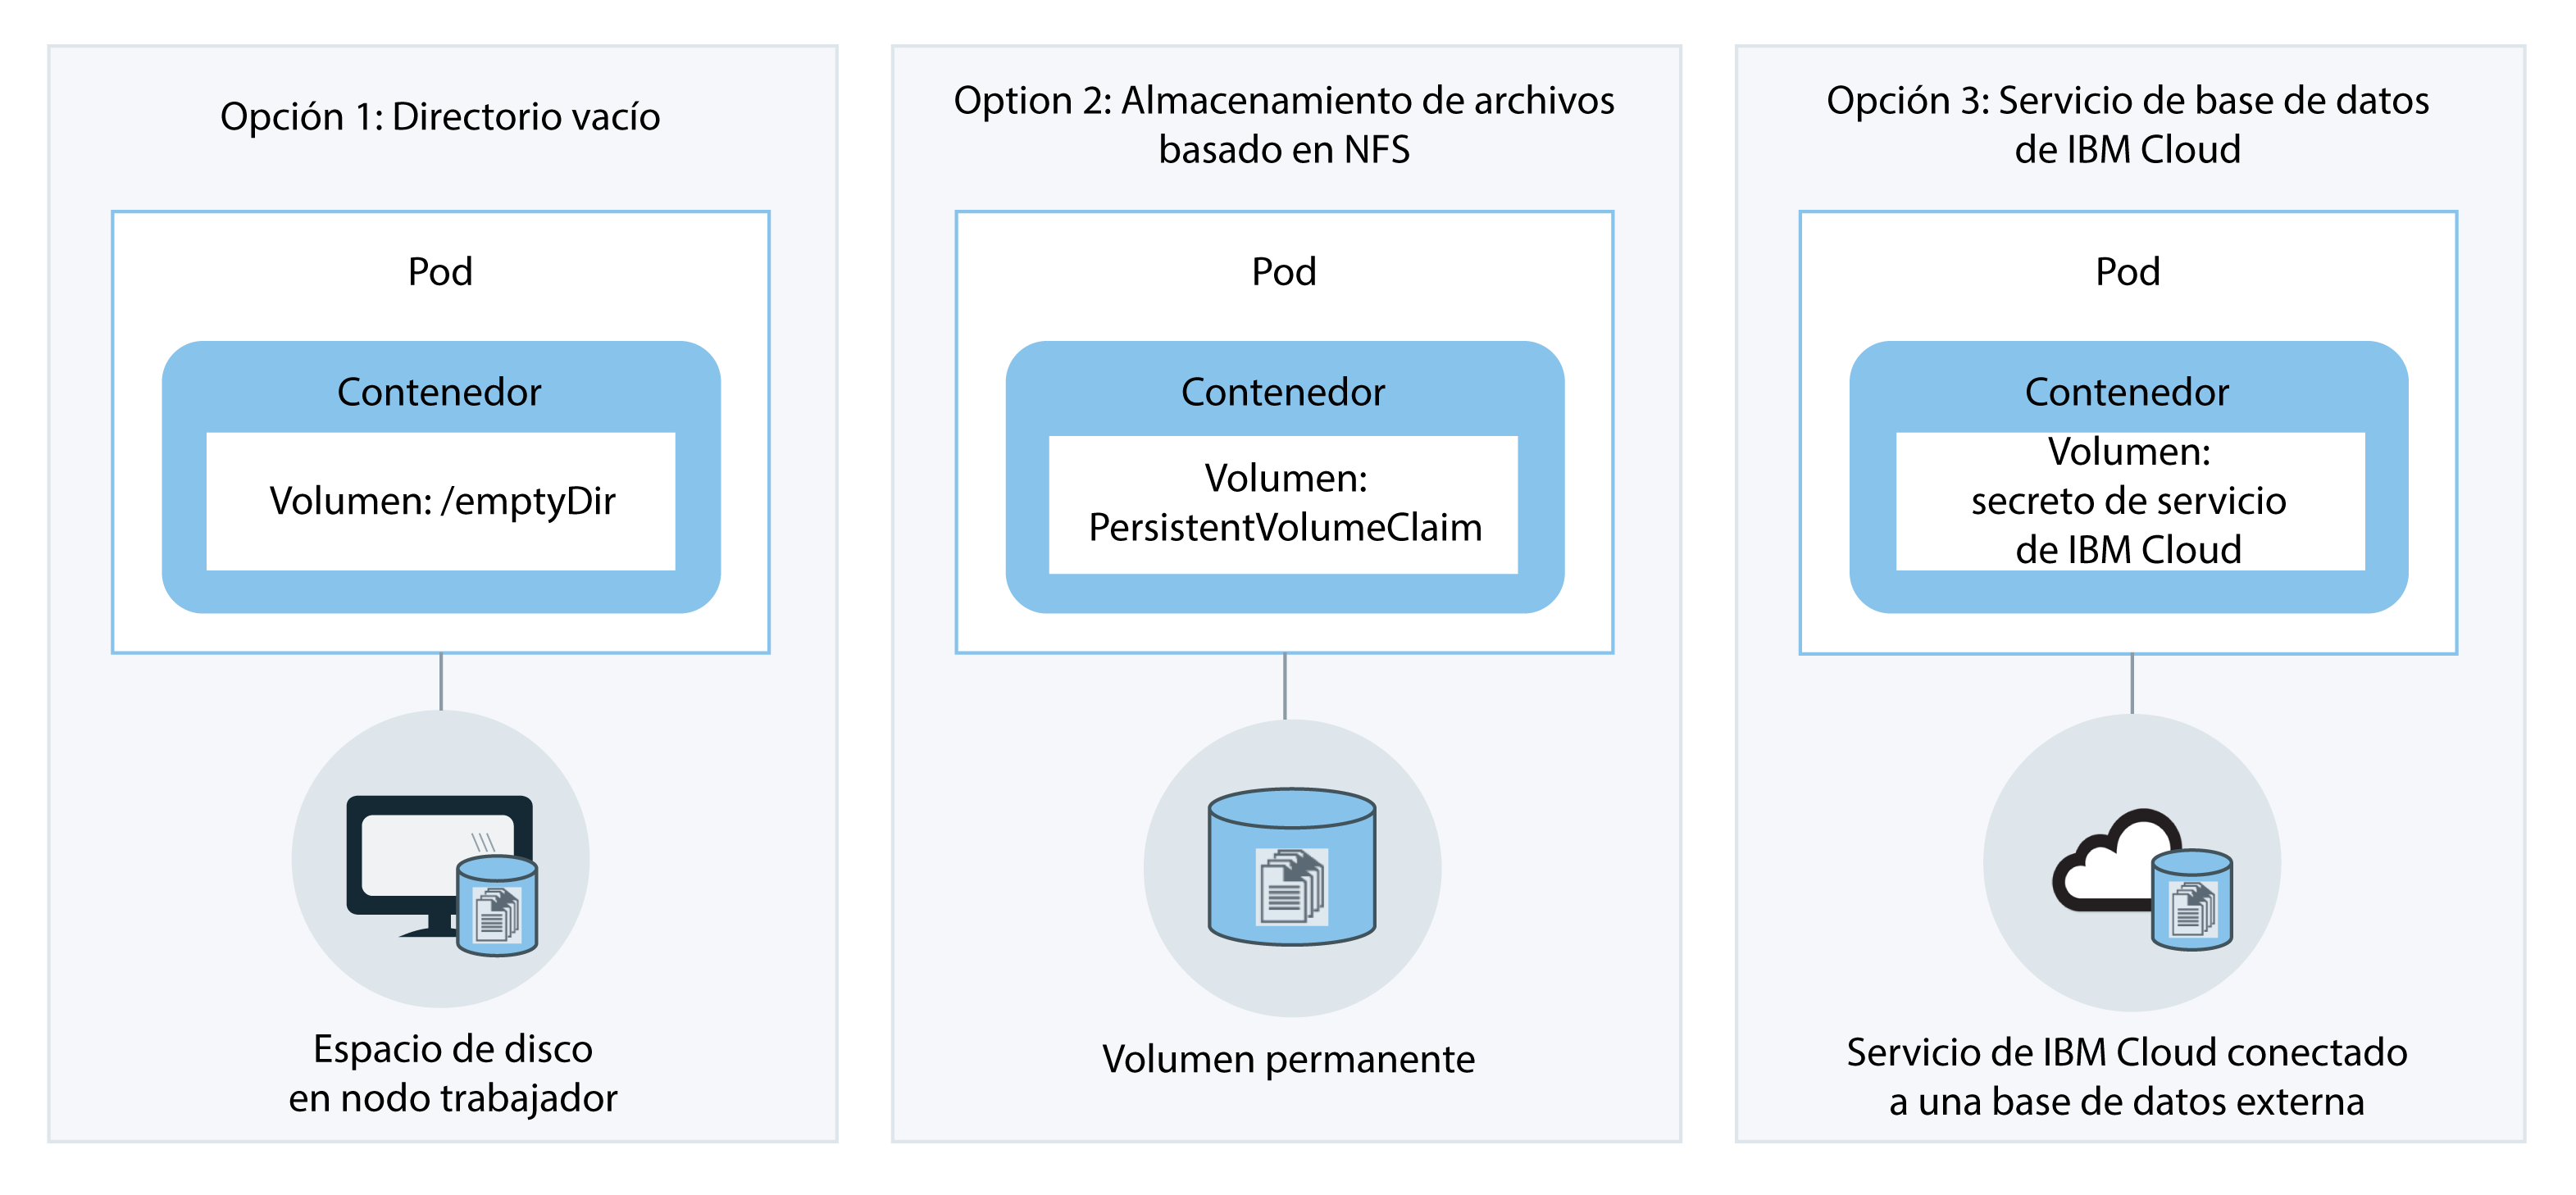 Opción 1: Directorio vacío
Pod
Contenedor
Volumen: /emptyDir
Espacio de disco
en nodo trabajador
Option 2: Almacenamiento de archivos
basado en NFS
Pod
Contenedor
Volumen:
PersistentVolumeClaim
Volumen permanente
Opción 3: Servicio de base de datos
de IBM Cloud
Pod
Contenedor
Volumen:
secreto de servicio
de IBM Cloud
Servicio de IBM Cloud conectado
a una base de datos externa